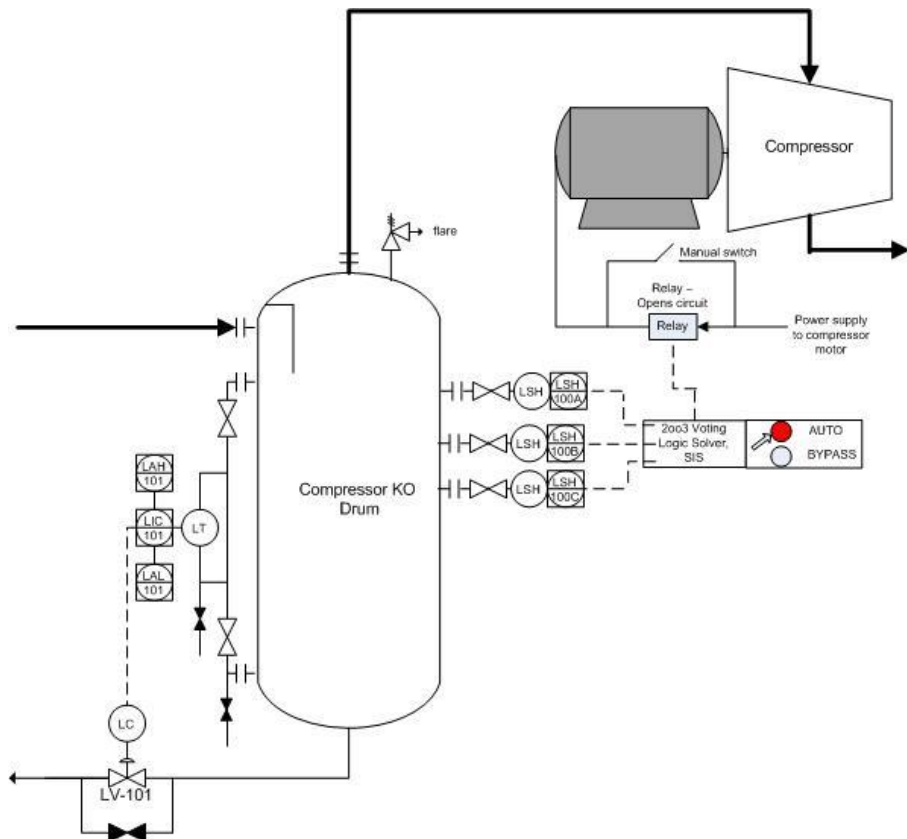 Compressor
flare
Manual switch
Relay –
Opens circuit
Relay
Power supply
to compressor
motor
LSH
LSH
100A
2oo3 Voting
Logic Solver,
SIS
AUTO
BYPASS
LSH
LSH
100B
LSH
LSH
100C
Compressor KO
Drum
LAH
101
LIC
101
LT
LAL
101
LC
LV-101